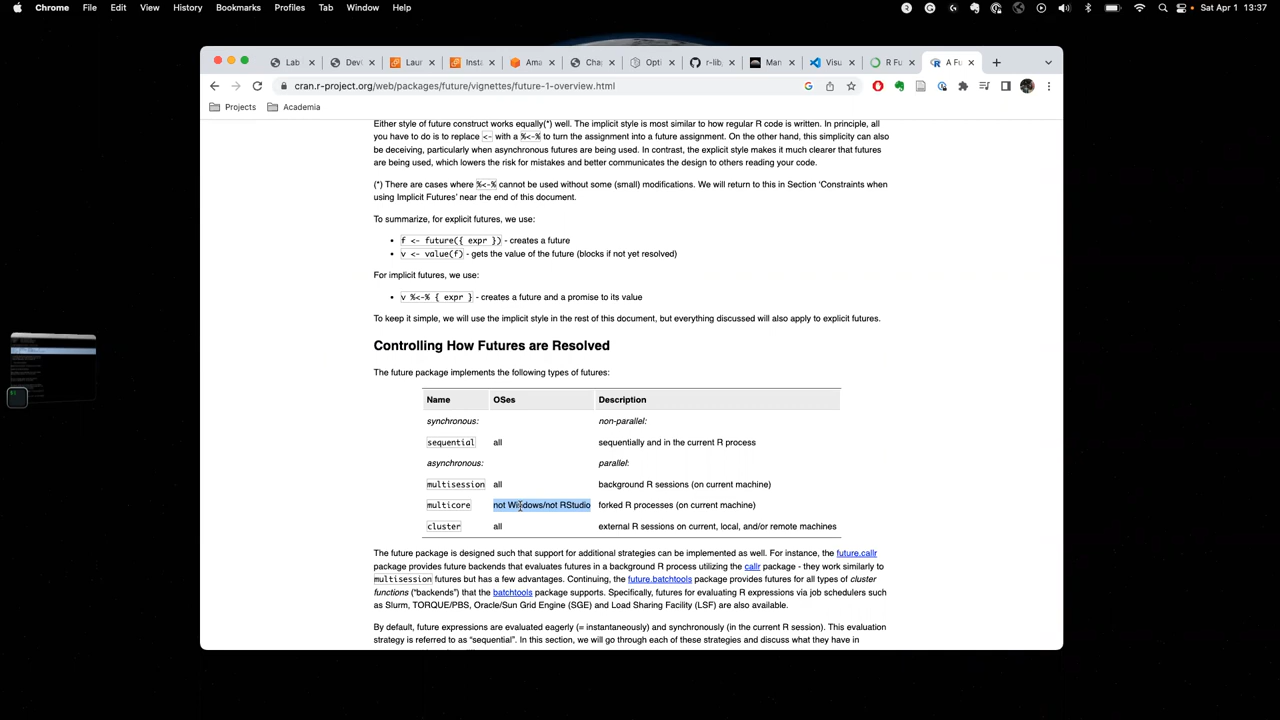 Chrome File Edit View History Bookmarks Profiles Tab Window Help Sat Apr 1 13:37
Lab Dev Laun Insta Ama Cha Opti r-lib, Man Visu R Fu A Fu
cran.r-project.org/web/packages/future/vignettes/future-1-overview.html
Projects Academia
Either style of future construct works equally(*) well. The implicit style is most similar to how regular R code is written. In principle, all
you have to do is to replace <- with a %<-% to turn the assignment into a future assignment. On the other hand, this simplicity can also
be deceiving, particularly when asynchronous futures are being used. In contrast, the explicit style makes it much clearer that futures
are being used, which lowers the risk for mistakes and better communicates the design to others reading your code.
(*) There are cases where %<-% cannot be used without some (small) modifications. We will return to this in Section ‘Constraints when
using Implicit Futures’ near the end of this document.
To summarize, for explicit futures, we use:
• f <- future({ expr }) - creates a future
• v <- value(f) - gets the value of the future (blocks if not yet resolved)
For implicit futures, we use:
• v %<-% { expr } - creates a future and a promise to its value
To keep it simple, we will use the implicit style in the rest of this document, but everything discussed will also apply to explicit futures.
Controlling How Futures are Resolved
The future package implements the following types of futures:
Name OSes Description
synchronous: non-parallel:
sequential all sequentially and in the current R process
asynchronous: parallel:
multisession all background R sessions (on current machine)
multicore not Windows/not RStudio forked R processes (on current machine)
cluster all external R sessions on current, local, and/or remote machines
The future package is designed such that support for additional strategies can be implemented as well. For instance, the future.callr
package provides future backends that evaluates futures in a background R process utilizing the callr package - they work similarly to
multisession futures but has a few advantages. Continuing, the future.batchtools package provides futures for all types of cluster
functions (“backends”) that the batchtools package supports. Specifically, futures for evaluating R expressions via job schedulers such
as Slurm, TORQUE/PBS, Oracle/Sun Grid Engine (SGE) and Load Sharing Facility (LSF) are also available.
By default, future expressions are evaluated eagerly (= instantaneously) and synchronously (in the current R session). This evaluation
strategy is referred to as “sequential”. In this section, we will go through each of these strategies and discuss what they have in